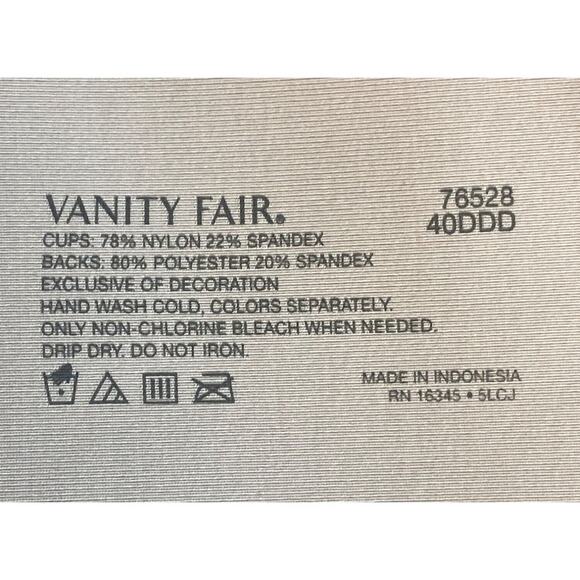 VANITY FAIR®
76528
40DDD
CUPS: 78% NYLON 22% SPANDEX
BACKS: 80% POLYESTER 20% SPANDEX
EXCLUSIVE OF DECORATION
HAND WASH COLD, COLORS SEPARATELY.
ONLY NON-CHLORINE BLEACH WHEN NEEDED.
DRIP DRY. DO NOT IRON.
MADE IN INDONESIA
RN 16345 • 5LCJ